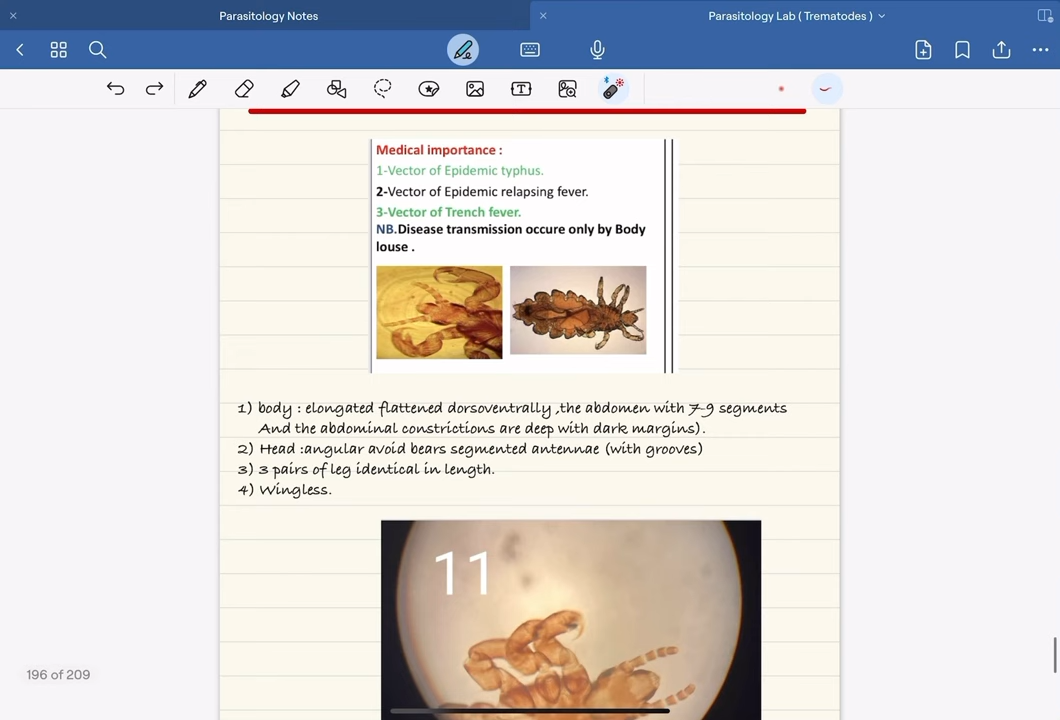 Parasitology Notes
Parasitology Lab ( Trematodes )
Medical importance :
1-Vector of Epidemic typhus.
2-Vector of Epidemic relapsing fever.
3-Vector of Trench fever.
NB.Disease transmission occure only by Body
louse .
1) body : elongated flattened dorsoventrally ,the abdomen with 7-9 segments
And the abdominal constrictions are deep with dark margins).
2) Head :angular avoid bears segmented antennae (with grooves)
3) 3 pairs of leg identical in length.
4) Wingless.
11
196 of 209